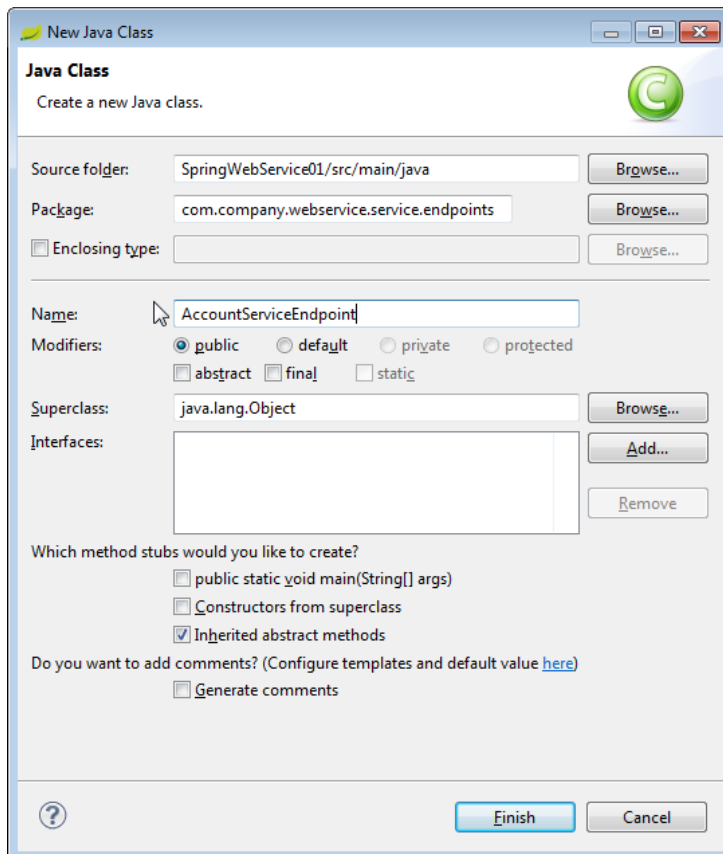 New Java Class
Java Class
Create a new Java class.
C
Source folder: SpringWebService01/src/main/java Browse...
Package: com.company.webservice.service.endpoints Browse...
Enclosing type: Browse...
Name: AccountServiceEndpoint
Modifiers: public default private protected
abstract final static
Superclass: java.lang.Object Browse...
Interfaces: Add...
Remove
Which method stubs would you like to create?
public static void main(String[] args)
Constructors from superclass
Inherited abstract methods
Do you want to add comments? (Configure templates and default value here)
Generate comments
? Finish Cancel